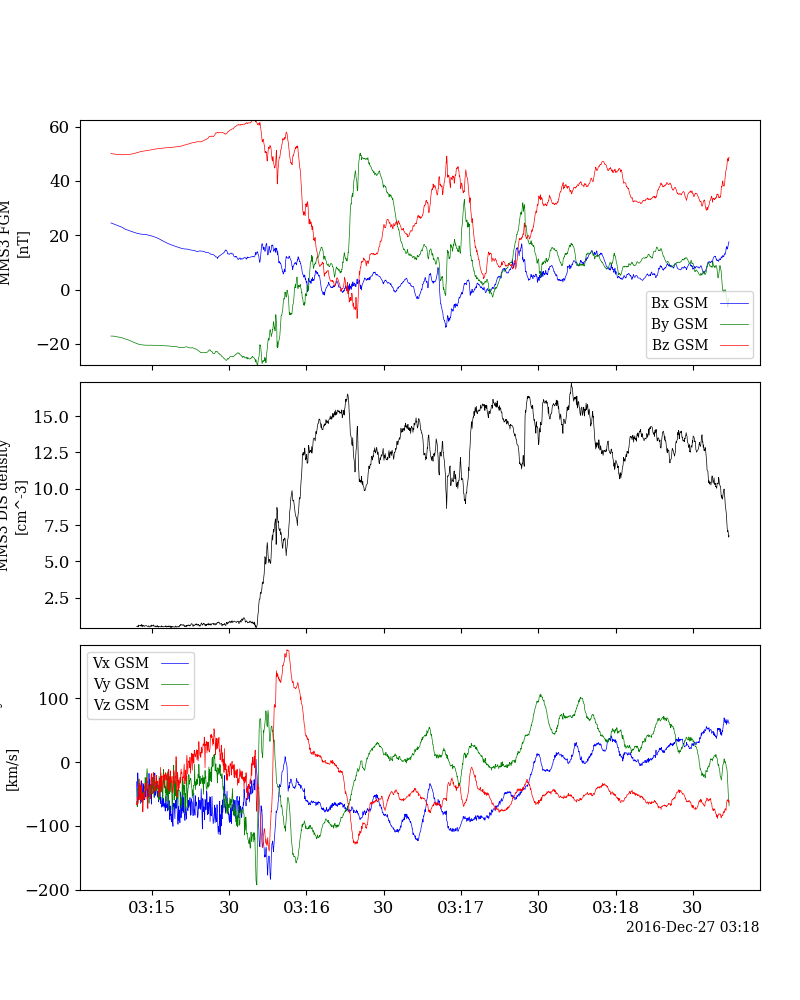 60
40
20
0
−20
MMS3 FGM
[nT]
Bx GSM
By GSM
Bz GSM
15.0
12.5
10.0
7.5
5.0
2.5
MMS3 DIS density
[cm^-3]
Vx GSM
Vy GSM
Vz GSM
100
0
−100
−200
[km/s]
03:15
30
03:16
30
03:17
30
03:18
30
2016-Dec-27 03:18